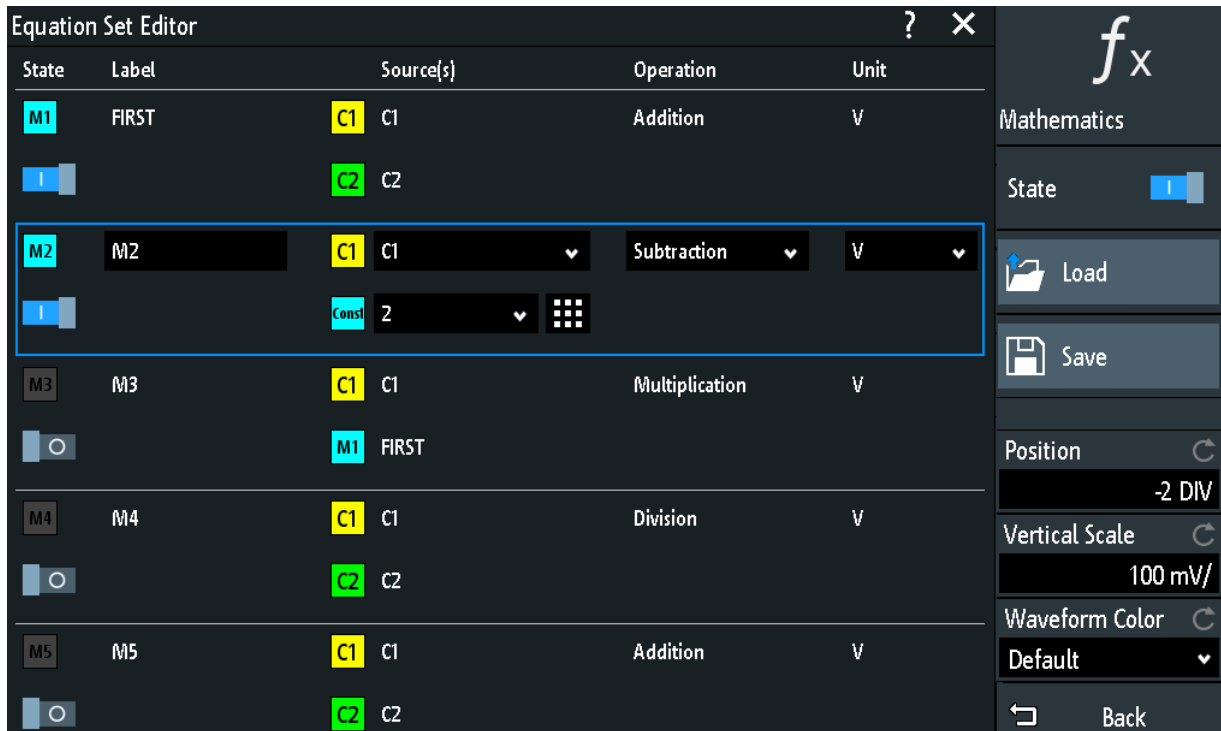 Equation Set Editor ? ×
State Label Source(s) Operation Unit
M1 FIRST C1 C1 Addition V
I C2 C2
M2 M2 C1 C1 Subtraction V
I Const 2
M3 M3 C1 C1 Multiplication V
O M1 FIRST
M4 M4 C1 C1 Division V
O C2 C2
M5 M5 C1 C1 Addition V
O C2 C2
fx
Mathematics
State I
Load
Save
Position
-2 DIV
Vertical Scale
100 mV/
Waveform Color
Default
Back